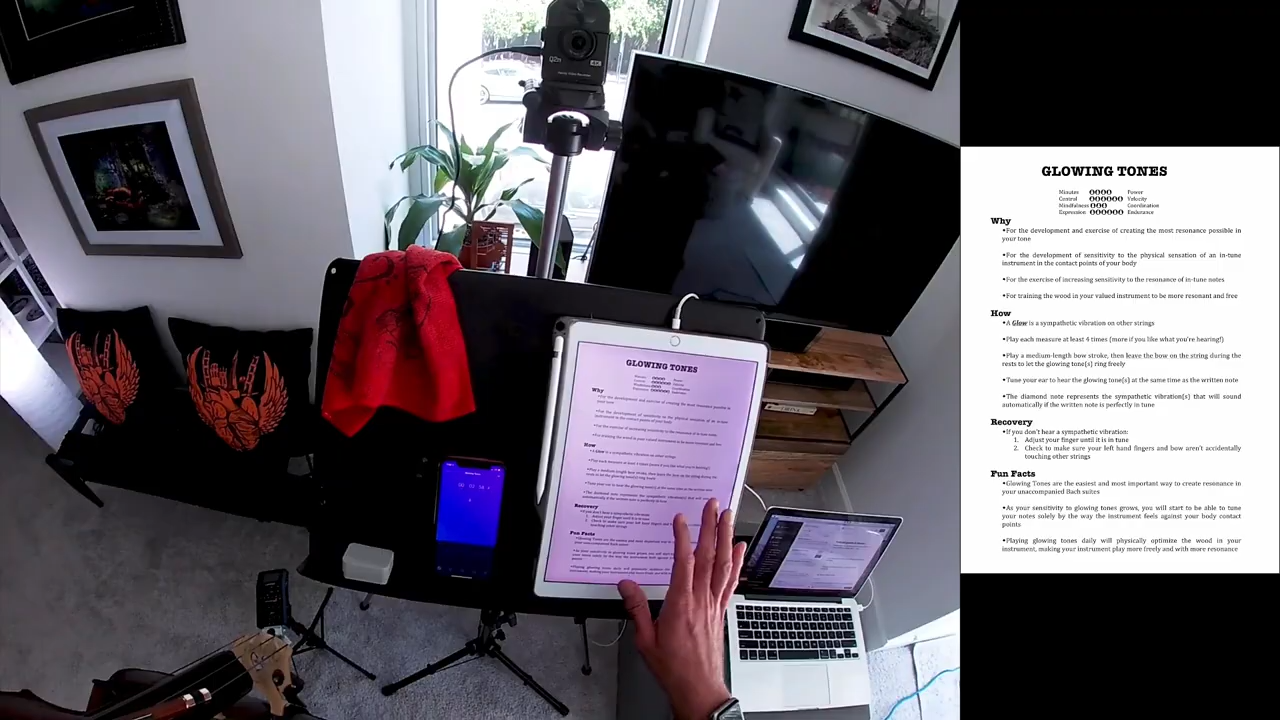 Q2n
4K
GLOWING TONES
Why
How
Recovery
Fun Facts
GLOWING TONES
Minutes Power
Control Velocity
Mindfulness Coordination
Expression Endurance
Why
•For the development and exercise of creating the most resonance possible in
your tone
•For the development of sensitivity to the physical sensation of an in-tune
instrument in the contact points of your body
•For the exercise of increasing sensitivity to the resonance of in-tune notes
•For training the wood in your valued instrument to be more resonant and free
How
•A Glow is a sympathetic vibration on other strings
•Play each measure at least 4 times (more if you like what you're hearing!)
•Play a medium-length bow stroke, then leave the bow on the string during the
rests to let the glowing tone[s] ring freely
•Tune your ear to hear the glowing tone[s] at the same time as the written note
•The diamond note represents the sympathetic vibration[s] that will sound
automatically if the written note is perfectly in tune
Recovery
•If you don't hear a sympathetic vibration:
1. Adjust your finger until it is in tune
2. Check to make sure your left hand fingers and bow aren't accidentally
touching other strings
Fun Facts
•Glowing Tones are the easiest and most important way to create resonance in
your unaccompanied Bach suites
•As your sensitivity to glowing tones grows, you will start to be able to tune
your notes solely by the way the instrument feels against your body contact
points
•Playing glowing tones daily will physically optimize the wood in your
instrument, making your instrument play more freely and with more resonance